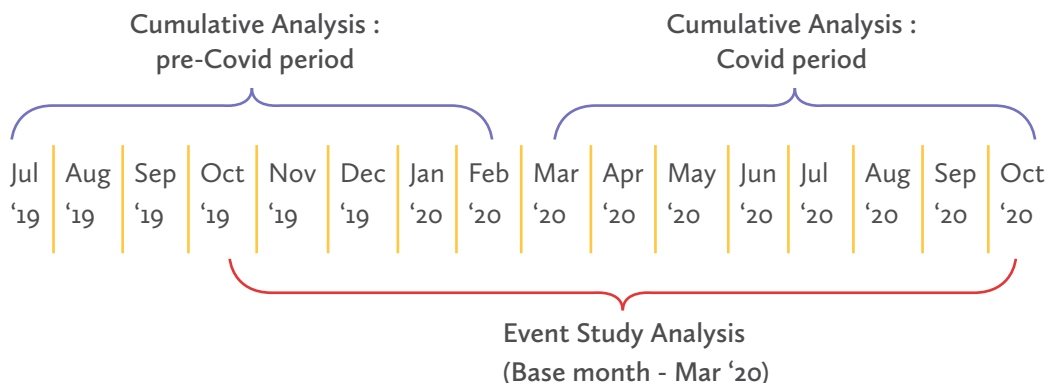 Cumulative Analysis :
pre-Covid period
Cumulative Analysis :
Covid period
Jul Aug Sep Oct Nov Dec Jan Feb Mar Apr May Jun Jul Aug Sep Oct
‘19 ‘19 ‘19 ‘19 ‘19 ‘19 ‘20 ‘20 ‘20 ‘20 ‘20 ‘20 ‘20 ‘20 ‘20 ‘20
Event Study Analysis
(Base month - Mar ‘20)